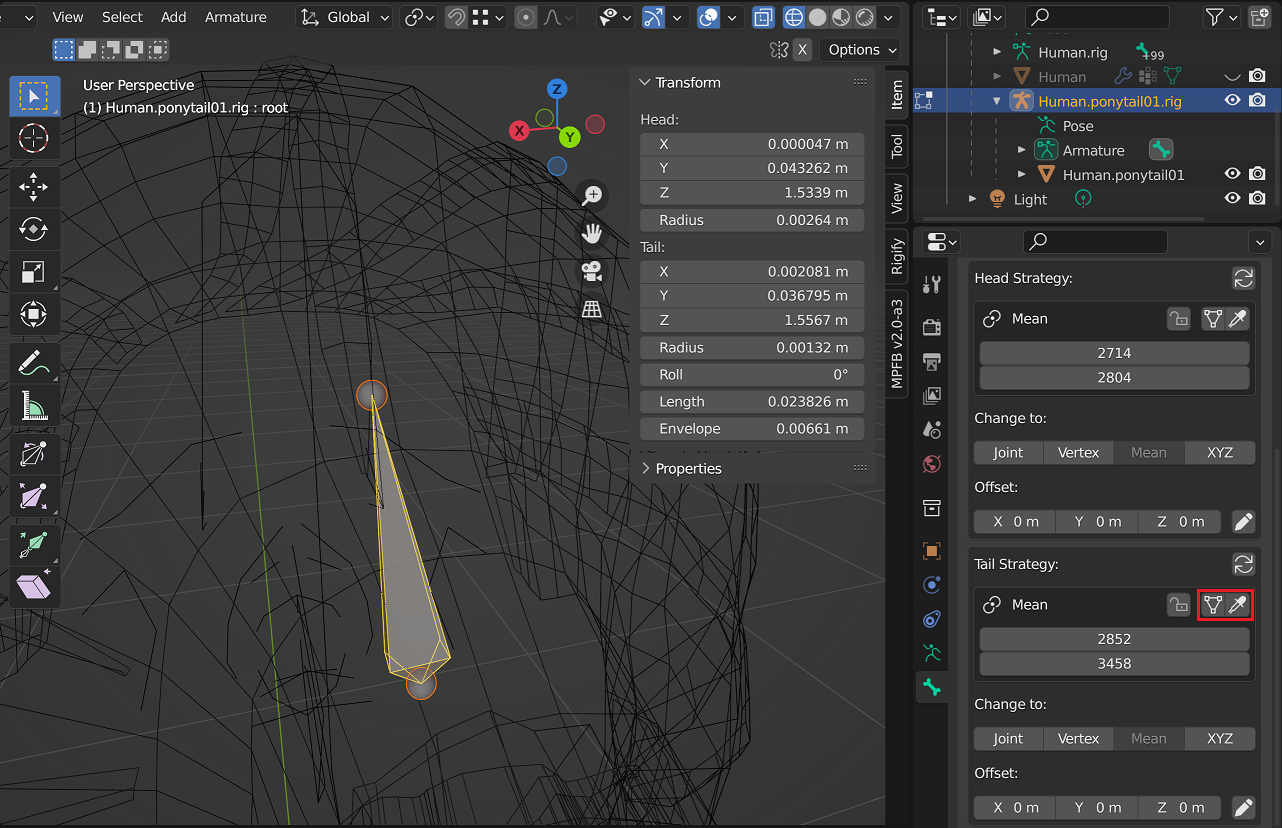 View Select Add Armature Global
X Options
User Perspective
(1) Human.ponytail01.rig : root
Z
X
Y
Transform
Head:
X 0.000047 m
Y 0.043262 m
Z 1.5339 m
Radius 0.00264 m
Tail:
X 0.002081 m
Y 0.036795 m
Z 1.5567 m
Radius 0.00132 m
Roll 0°
Length 0.023826 m
Envelope 0.00661 m
Properties
Item
Tool
View
Rigify
MPFB v2.0-a3
Human.rig +99
Human
Human.ponytail01.rig
Pose
Armature
Human.ponytail01
Light
Head Strategy:
Mean
2714
2804
Change to:
Joint Vertex Mean XYZ
Offset:
X 0 m Y 0 m Z 0 m
Tail Strategy:
Mean
2852
3458
Change to:
Joint Vertex Mean XYZ
Offset:
X 0 m Y 0 m Z 0 m